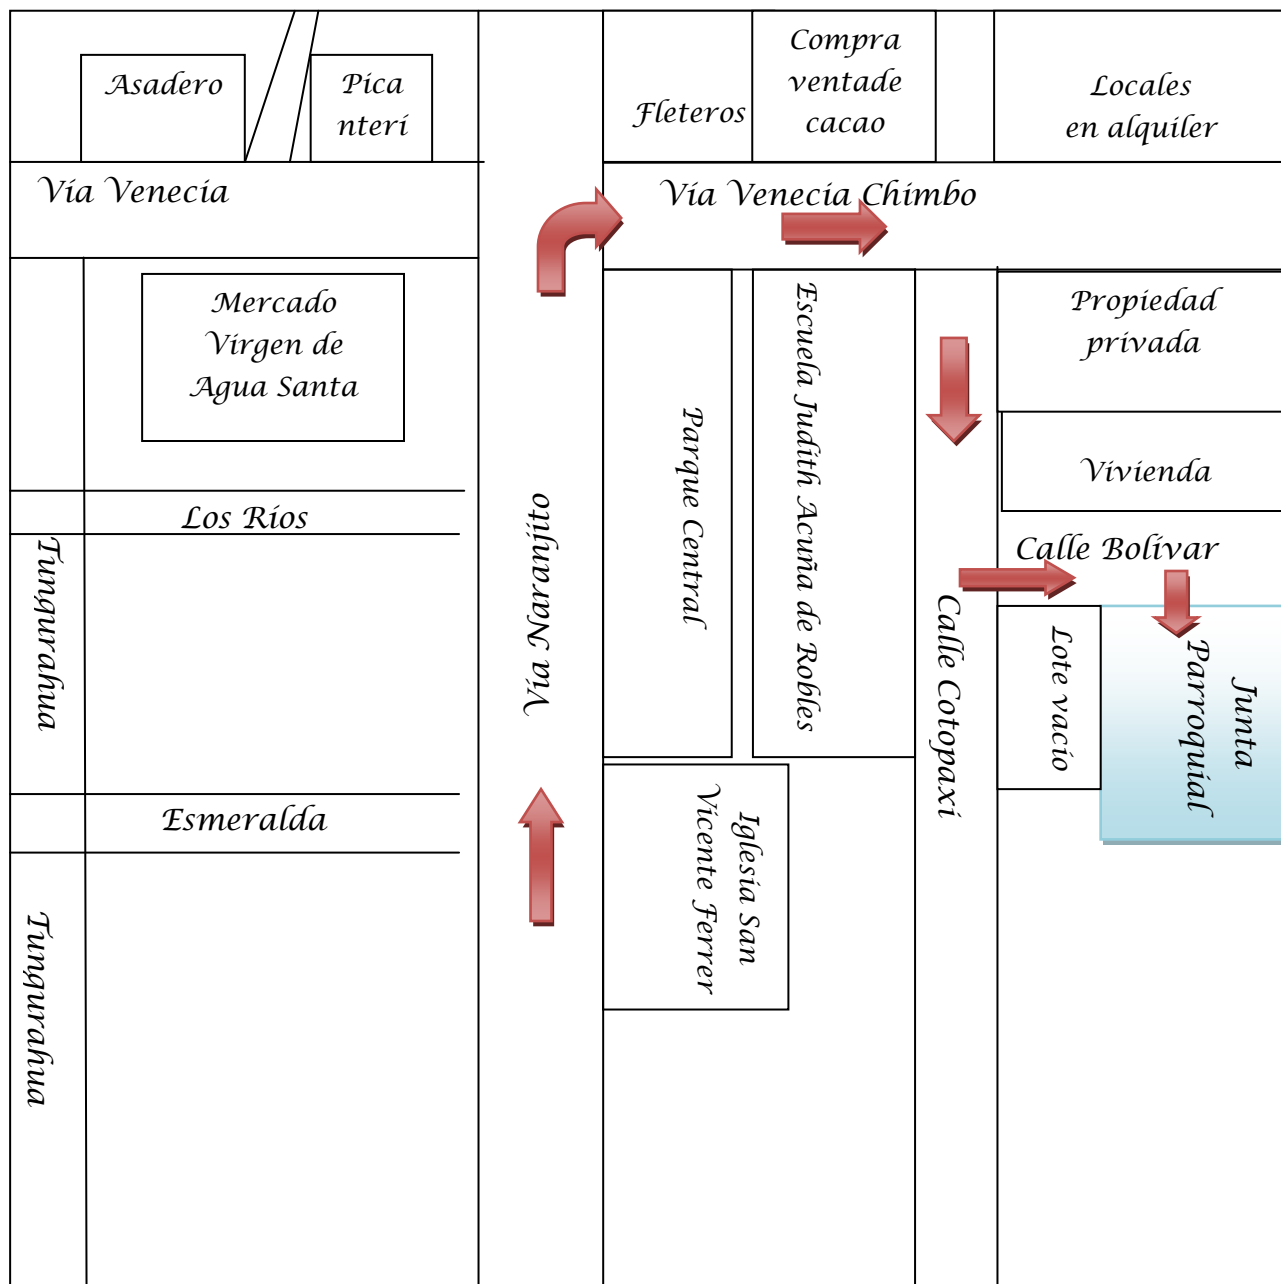 Asadero
Pica
nterí
Fleteros
Compra
ventade
cacao
Locales
en alquiler
Vía Venecia
Vía Venecia Chimbo
Mercado
Virgen de
Agua Santa
Propiedad
privada
Vivienda
Los Ríos
Calle Bolívar
Tungurahua
Vía Naranjito
Parque Central
Escuela Judith Acuña de Robles
Calle Cotopaxi
Lote vacío
Junta
Parroquial
Esmeralda
Iglesia San
Vicente Ferrer
Tungurahua